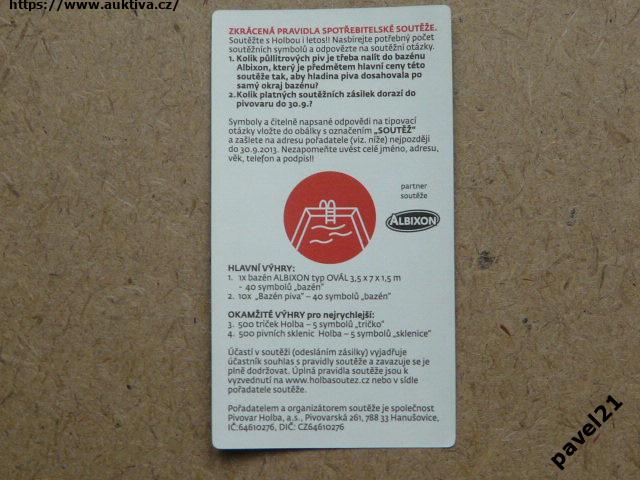 https://www.auktiva.cz/
ZKRÁCENÁ PRAVIDLA SPOTŘEBITELSKÉ SOUTĚŽE.
Soutěžte s Holbou i letos!! Nasbírejte potřebný počet
soutěžních symbolů a odpovězte na soutěžní otázky.
1. Kolik půllitrových piv je třeba nalít do bazénu
Albixon, který je předmětem hlavní ceny této
soutěže tak, aby hladina piva dosahovala po
samý okraj bazénu?
2. Kolik platných soutěžních zásilek dorazí do
pivovaru do 30.9.?
Symboly a čitelně napsané odpovědi na tipovací
otázky vložte do obálky s označením „SOUTĚŽ"
a zašlete na adresu pořadatele (viz. níže) nejpozději
do 30.9.2013. Nezapomeňte uvést celé jméno, adresu,
věk, telefon a podpis!!
partner
soutěže
ALBIXON
HLAVNÍ VÝHRY:
1. 1x bazén ALBIXON typ OVÁL 3,5 x 7 x 1,5 m
- 40 symbolů „bazén"
2. 10x „Bazén piva" – 40 symbolů „bazén"
OKAMŽITÉ VÝHRY pro nejrychlejší:
3. 500 triček Holba – 5 symbolů „tričko"
4. 500 pivních sklenic Holba – 5 symbolů „sklenice"
Účastí v soutěži (odesláním zásilky) vyjadřuje
účastník souhlas s pravidly soutěže a zavazuje se je
plně dodržovat. Úplná pravidla soutěže jsou k
vyzvednutí na www.holbasoutez.cz nebo v sídle
pořadatele soutěže.
Pořadatelem a organizátorem soutěže je společnost
Pivovar Holba, a.s., Pivovarská 261, 788 33 Hanušovice,
IČ:64610276, DIČ: CZ64610276
pavel21